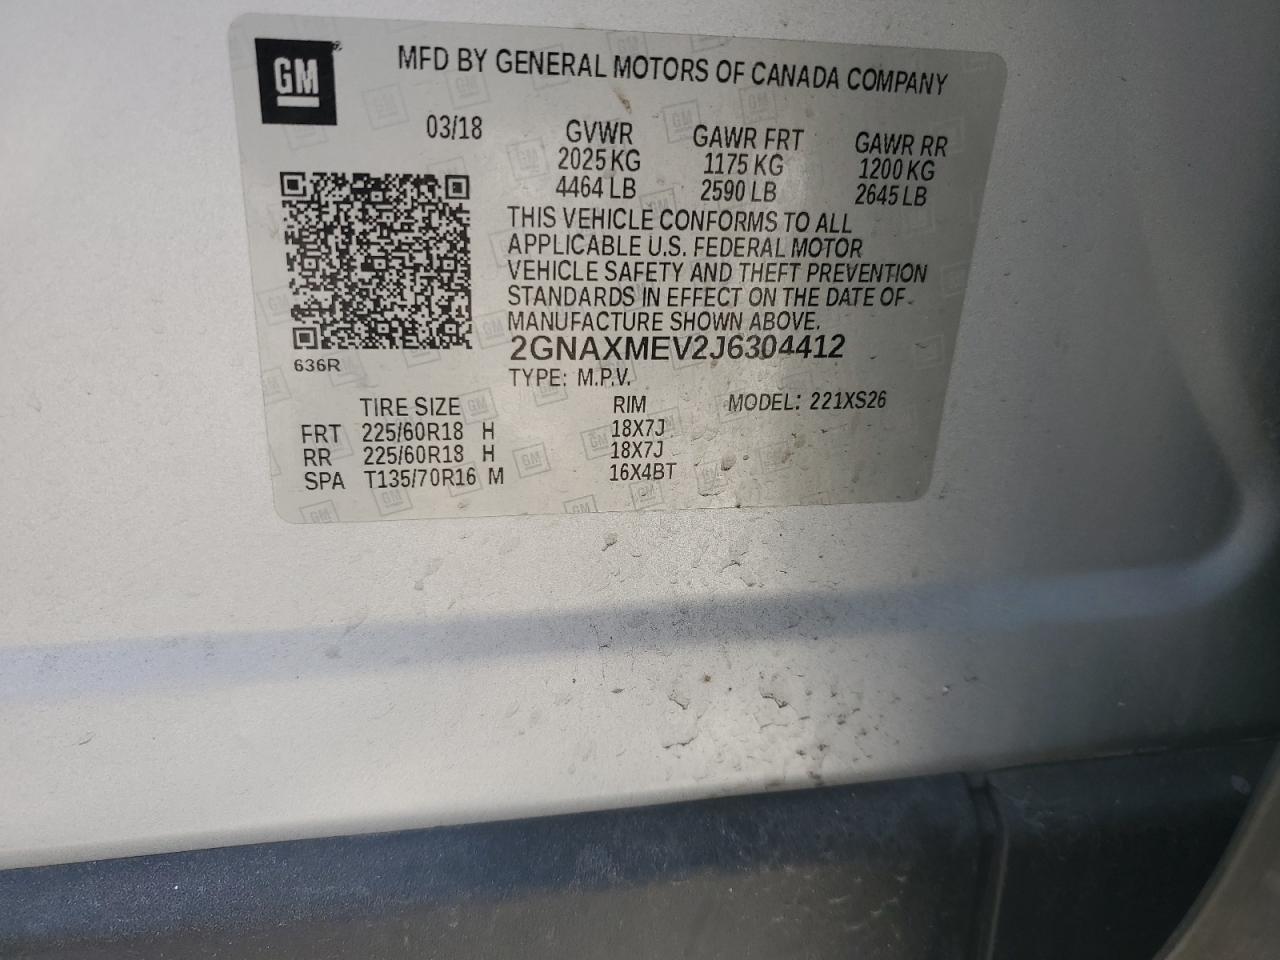 GM
MFD BY GENERAL MOTORS OF CANADA COMPANY
03/18 GVWR GAWR FRT GAWR RR
2025 KG 1175 KG 1200 KG
4464 LB 2590 LB 2645 LB
THIS VEHICLE CONFORMS TO ALL
APPLICABLE U.S. FEDERAL MOTOR
VEHICLE SAFETY AND THEFT PREVENTION
STANDARDS IN EFFECT ON THE DATE OF
MANUFACTURE SHOWN ABOVE.
2GNAXMEV2J6304412
636R
TYPE: M.P.V.
TIRE SIZE RIM MODEL: 221XS26
FRT 225/60R18 H 18X7J
RR 225/60R18 H 18X7J
SPA T135/70R16 M 16X4BT